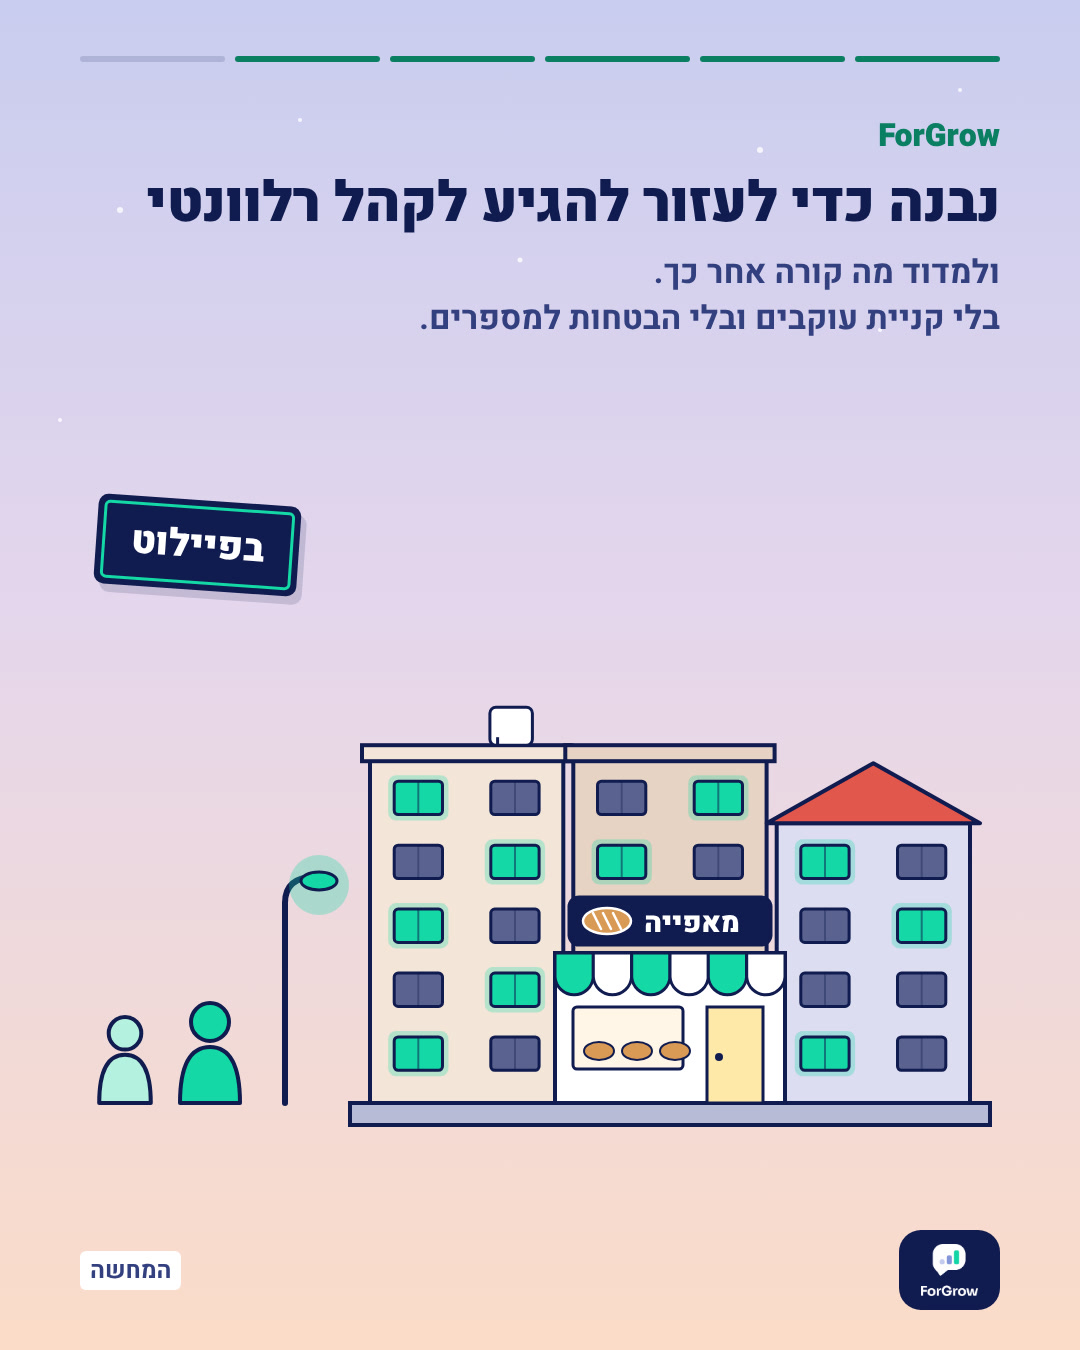 ForGrow
נבנה כדי לעזור להגיע לקהל רלוונטי
ולמדוד מה קורה אחר כך.
בלי קניית עוקבים ובלי הבטחות למספרים.
בפיילוט
מאפייה
המחשה
ForGrow